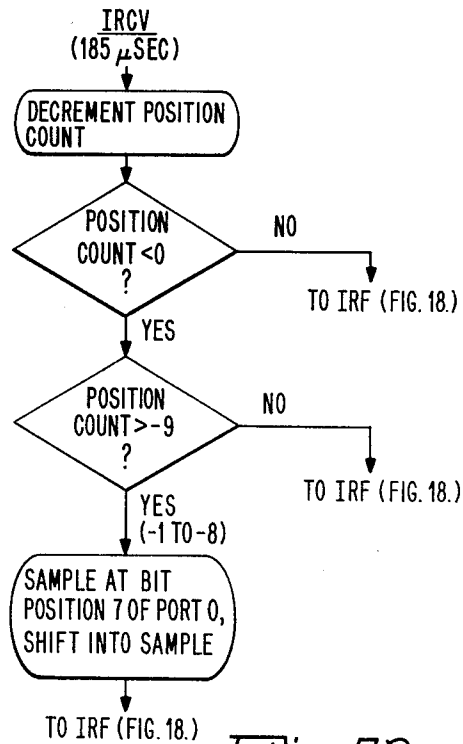 IRCV
(185 μSEC)
DECREMENT POSITION
COUNT
POSITION
COUNT<0
?
NO
TO IRF (FIG. 18.)
YES
POSITION
COUNT>-9
?
NO
TO IRF (FIG. 18.)
YES
(-1 TO-8)
SAMPLE AT BIT
POSITION 7 OF PORT 0,
SHIFT INTO SAMPLE
TO IRF (FIG. 18.)